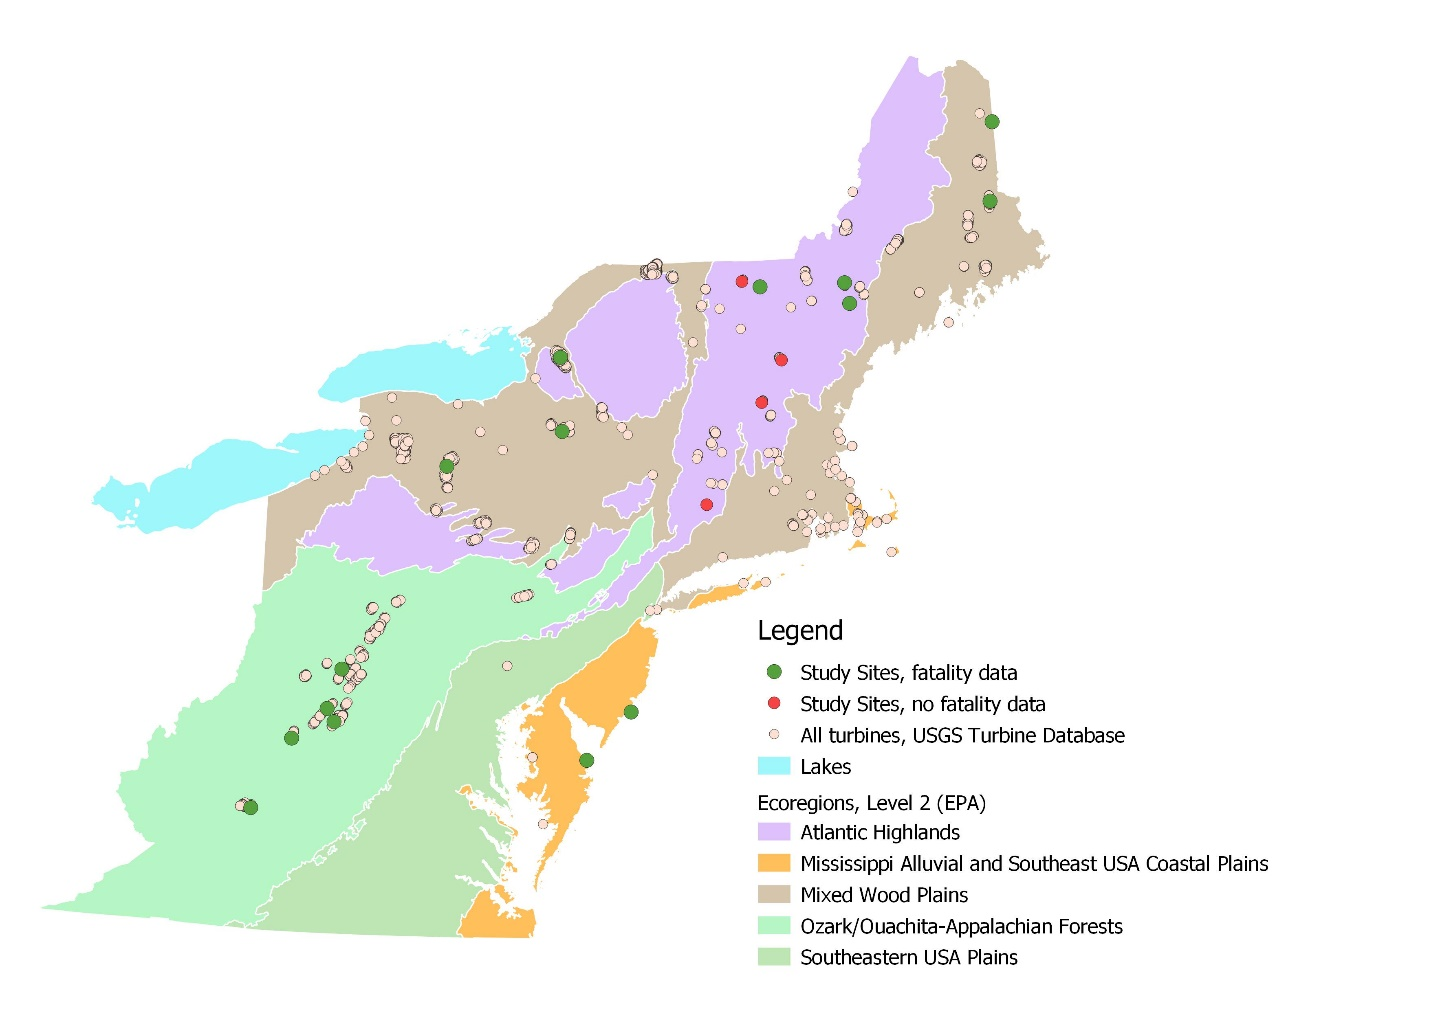 Legend
Study Sites, fatality data
Study Sites, no fatality data
All turbines, USGS Turbine Database
Lakes
Ecoregions, Level 2 (EPA)
Atlantic Highlands
Mississippi Alluvial and Southeast USA Coastal Plains
Mixed Wood Plains
Ozark/Ouachita-Appalachian Forests
Southeastern USA Plains